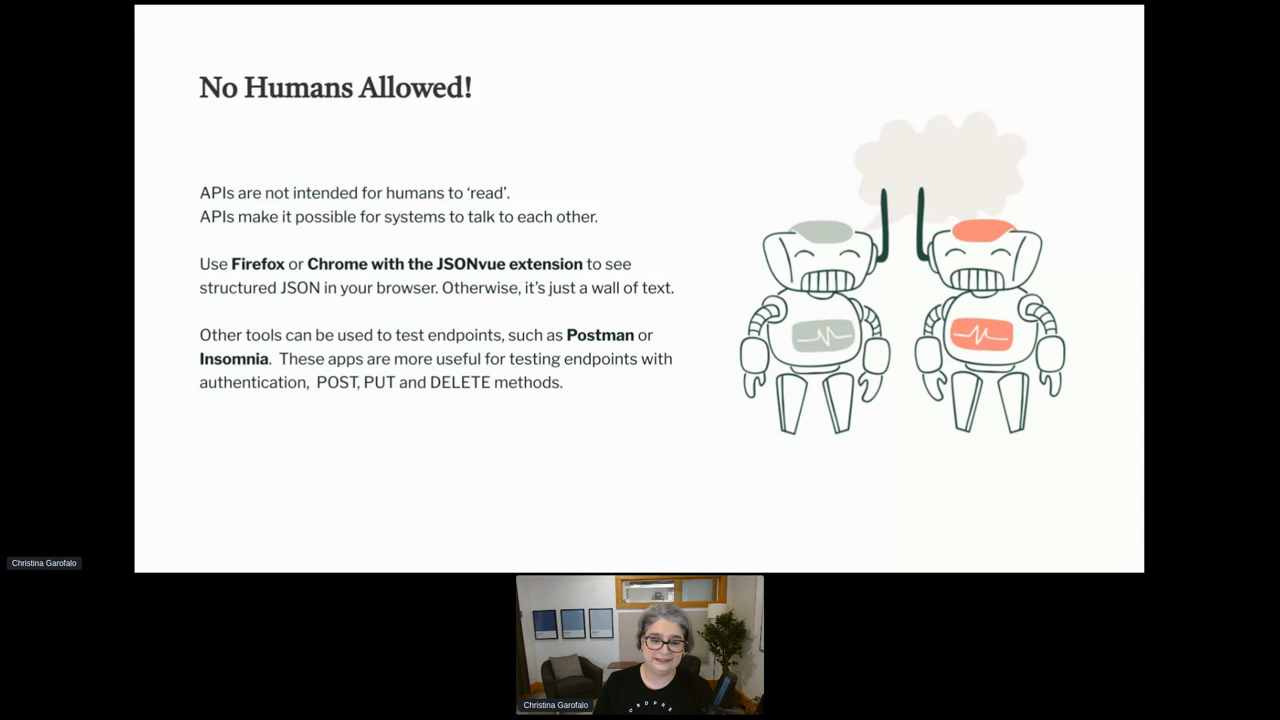 No Humans Allowed!
APIs are not intended for humans to ‘read’.
APIs make it possible for systems to talk to each other.
Use Firefox or Chrome with the JSONvue extension to see
structured JSON in your browser. Otherwise, it’s just a wall of text.
Other tools can be used to test endpoints, such as Postman or
Insomnia.  These apps are more useful for testing endpoints with
authentication,  POST, PUT and DELETE methods.
Christina Garofalo
Christina Garofalo